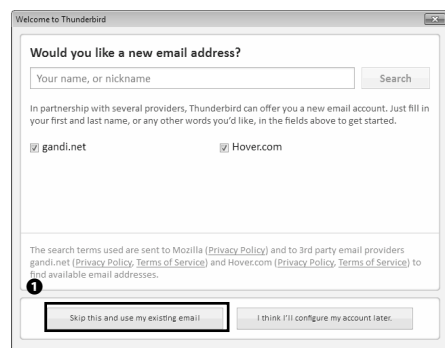 Welcome to Thunderbird
Would you like a new email address?
Your name, or nickname
Search
In partnership with several providers, Thunderbird can offer you a new email account. Just fill in
your first and last name, or any other words you'd like, in the fields above to get started.
gandi.net
Hover.com
The search terms used are sent to Mozilla (Privacy Policy) and to 3rd party email providers
gandi.net (Privacy Policy, Terms of Service) and Hover.com (Privacy Policy, Terms of Service) to
find available email addresses.
1
Skip this and use my existing email
I think I'll configure my account later.